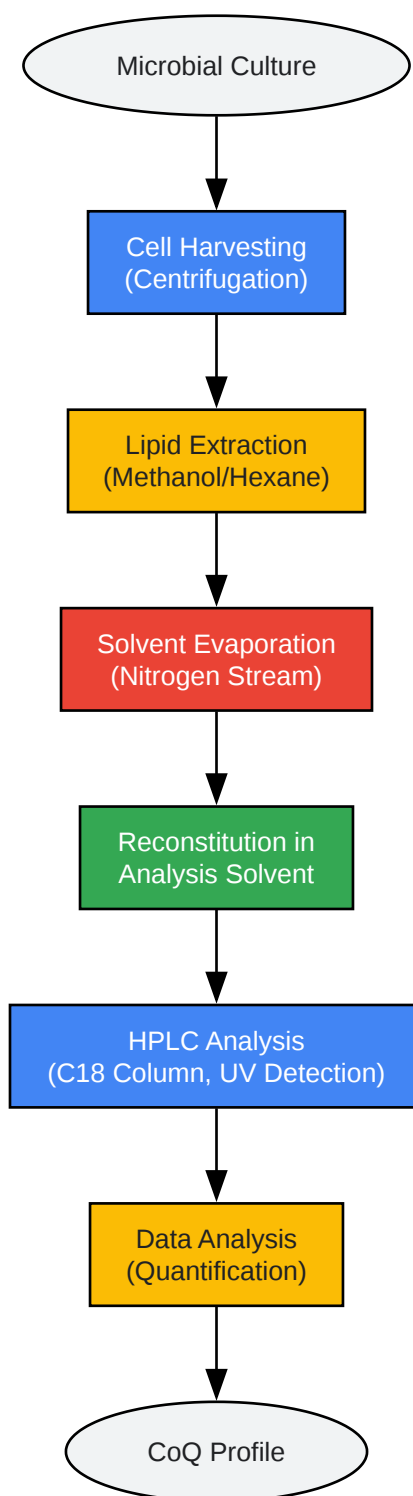 Microbial Culture
Cell Harvesting
(Centrifugation)
Lipid Extraction
(Methanol/Hexane)
Solvent Evaporation
(Nitrogen Stream)
Reconstitution in
Analysis Solvent
HPLC Analysis
(C18 Column, UV Detection)
Data Analysis
(Quantification)
CoQ Profile